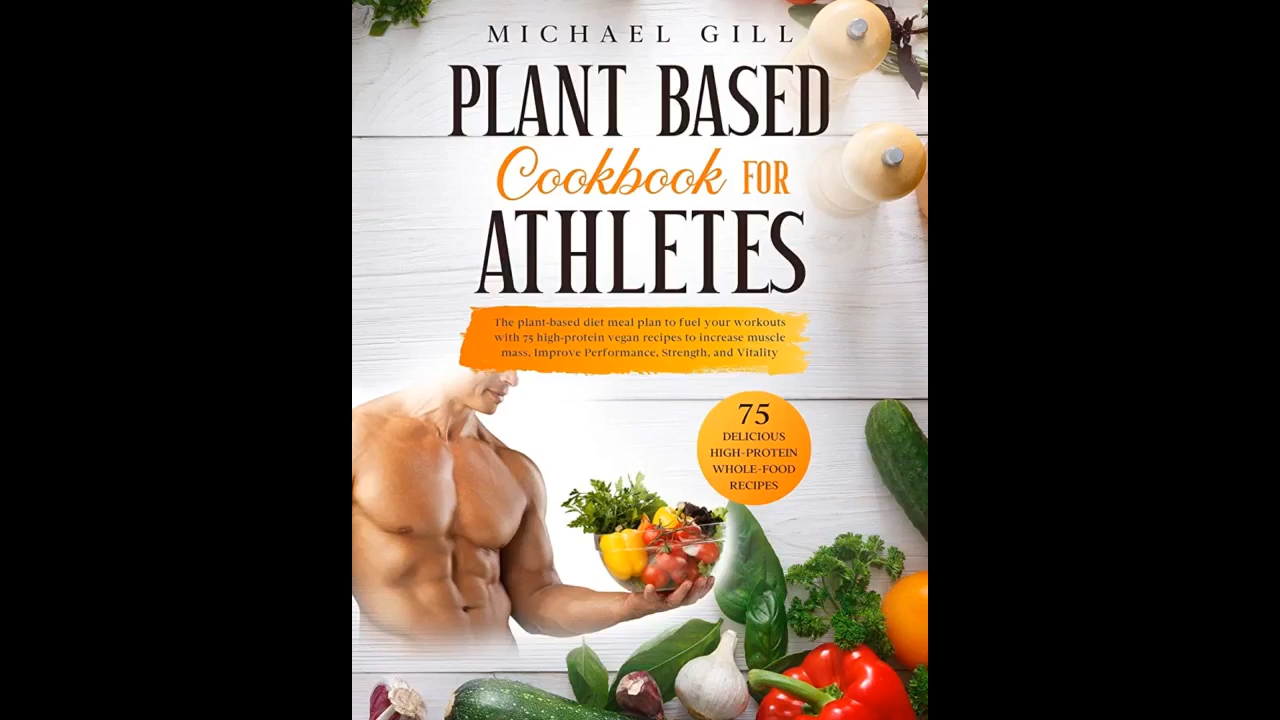 MICHAEL GILL
PLANT BASED
Cookbook FOR
ATHLETES
The plant-based diet meal plan to fuel your workouts
with 75 high-protein vegan recipes to increase muscle
mass, Improve Performance, Strength, and Vitality
75
DELICIOUS
HIGH-PROTEIN
WHOLE-FOOD
RECIPES